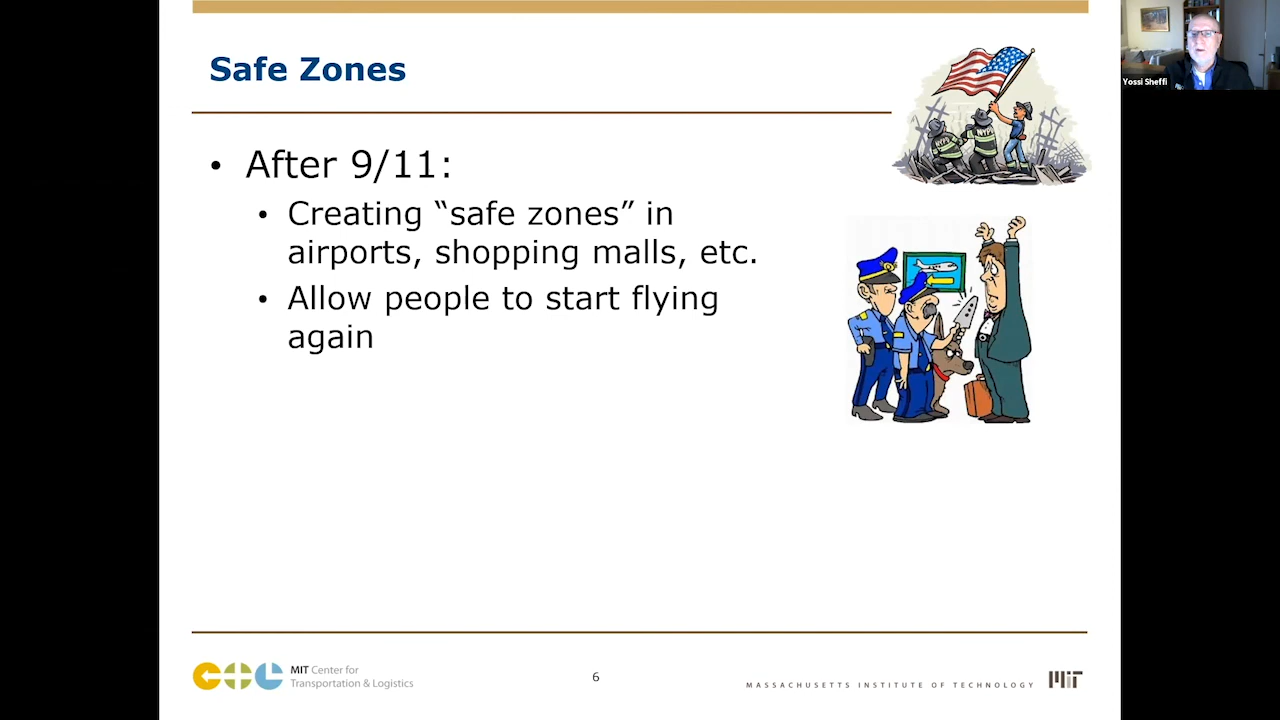 Safe Zones
Yossi Sheffi
• After 9/11:
• Creating “safe zones” in
airports, shopping malls, etc.
• Allow people to start flying
again
MIT Center for
Transportation & Logistics
6
MASSACHUSETTS INSTITUTE OF TECHNOLOGY
MIT